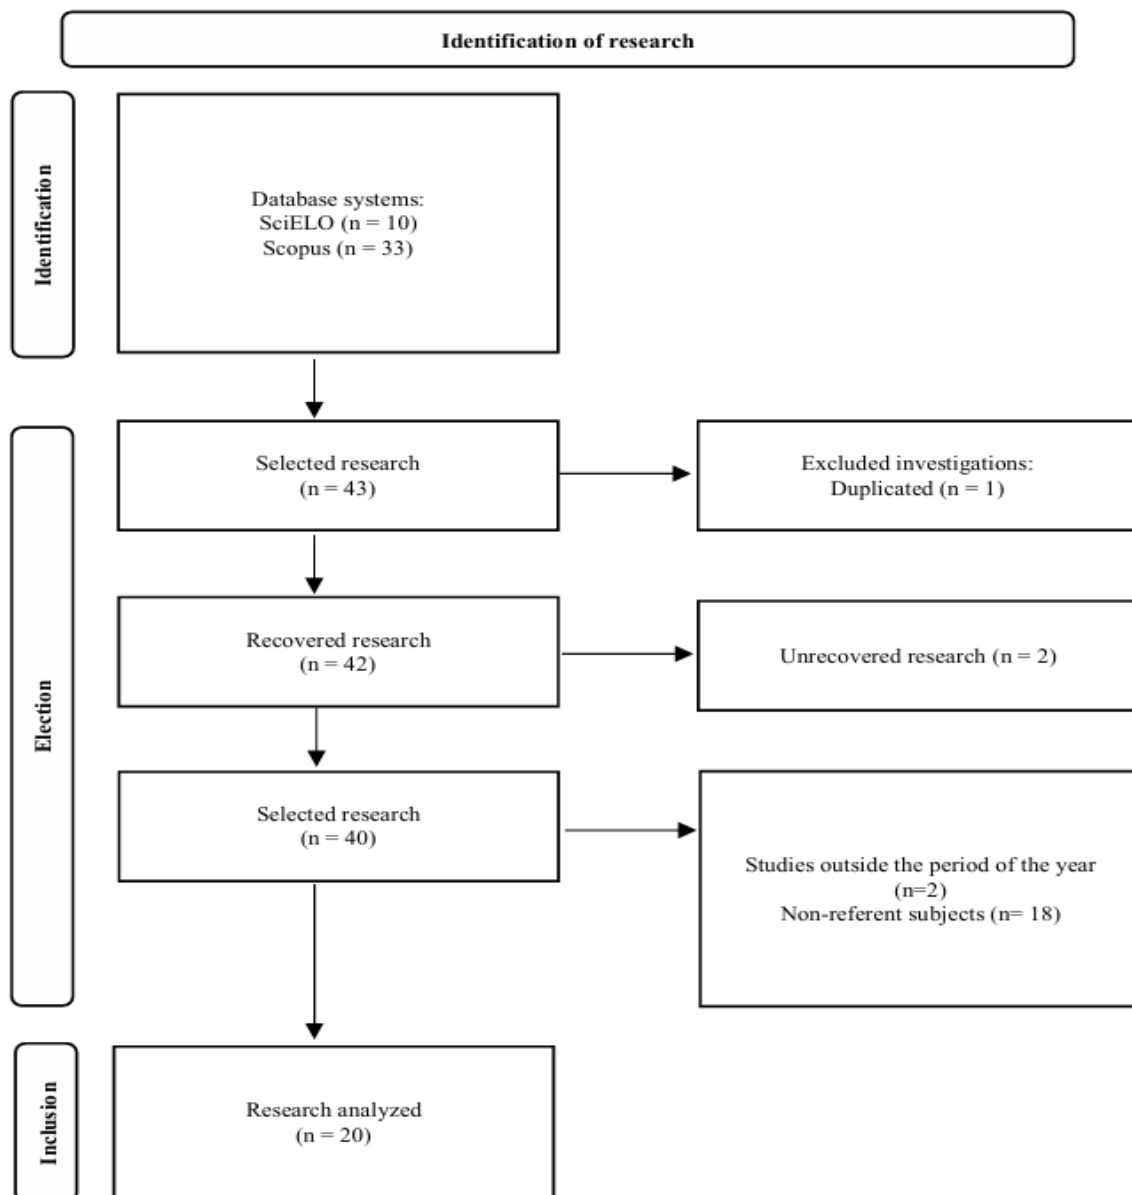 Identification of research
Identification
Database systems:
SciELO (n = 10)
Scopus (n = 33)
Election
Selected research
(n = 43)
Excluded investigations:
Duplicated (n = 1)
Recovered research
(n = 42)
Unrecovered research (n = 2)
Selected research
(n = 40)
Studies outside the period of the year
(n=2)
Non-referent subjects (n= 18)
Inclusion
Research analyzed
(n = 20)